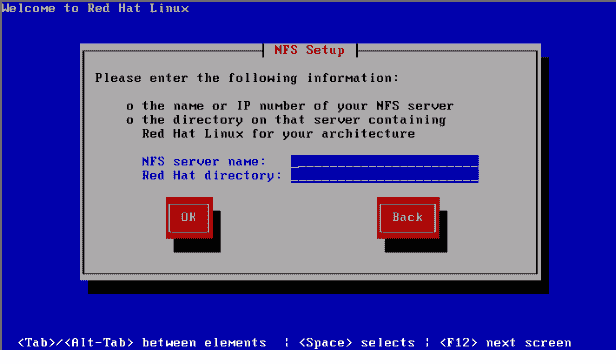 Welcome to Red Hat Linux
NFS Setup
Please enter the following information:
o the name or IP number of your NFS server
o the directory on that server containing
Red Hat Linux for your architecture
NFS server name:
Red Hat directory:
OK
Back
<Tab>/<Alt-Tab> between elements | <Space> selects | <F12> next screen